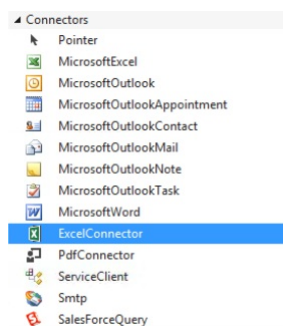 Connectors
Pointer
MicrosoftExcel
MicrosoftOutlook
MicrosoftOutlookAppointment
MicrosoftOutlookContact
MicrosoftOutlookMail
MicrosoftOutlookNote
MicrosoftOutlookTask
MicrosoftWord
ExcelConnector
PdfConnector
ServiceClient
Smtp
SalesForceQuery